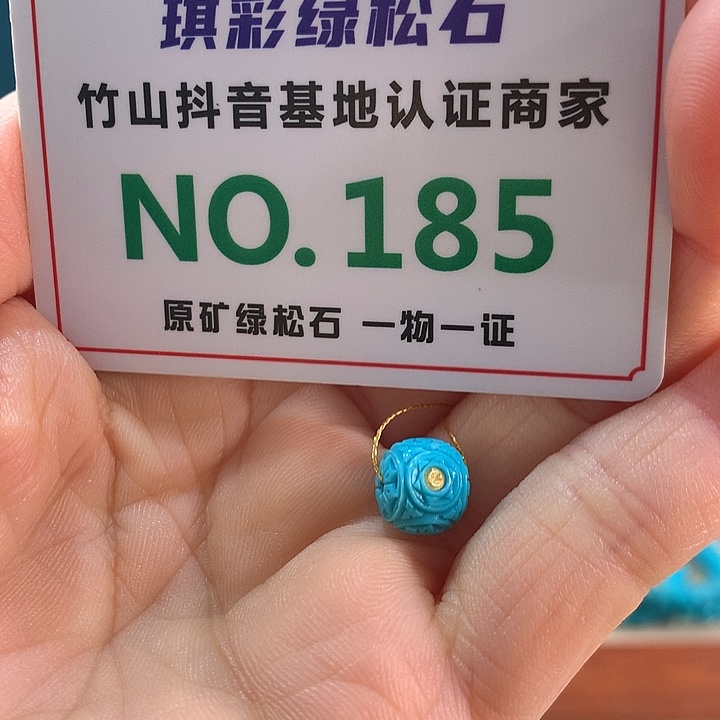 琪彩绿松石
竹山抖音基地认证商家
NO.185
原矿绿松石 一物一证